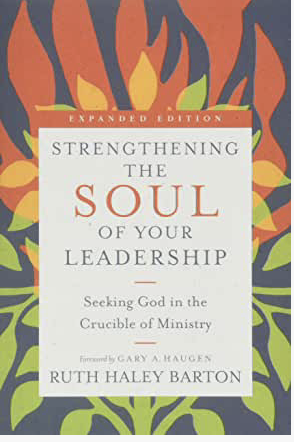 EXPANDED EDITION
STRENGTHENING
THE
SOUL
OF YOUR
LEADERSHIP
Seeking God in the
Crucible of Ministry
Foreword by GARY A. HAUGEN
RUTH HALEY BARTON